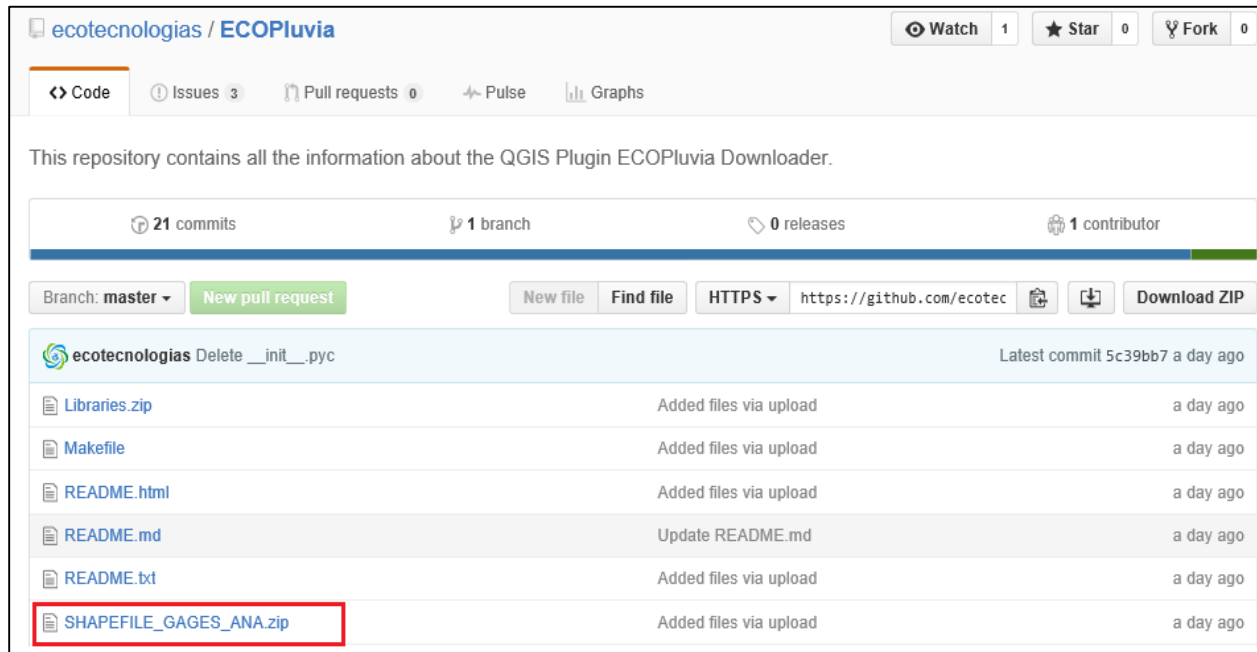 ecotecnologias / ECOPluvia Watch 1 Star 0 Fork 0
Code Issues 3 Pull requests 0 Pulse Graphs
This repository contains all the information about the QGIS Plugin ECOPluvia Downloader.
21 commits 1 branch 0 releases 1 contributor
Branch: master New pull request New file Find file HTTPS https://github.com/ecotec Download ZIP
ecotecnologias Delete __init__.pyc Latest commit 5c39bb7 a day ago
Libraries.zip Added files via upload a day ago
Makefile Added files via upload a day ago
README.html Added files via upload a day ago
README.md Update README.md a day ago
README.txt Added files via upload a day ago
SHAPEFILE_GAGES_ANA.zip Added files via upload a day ago